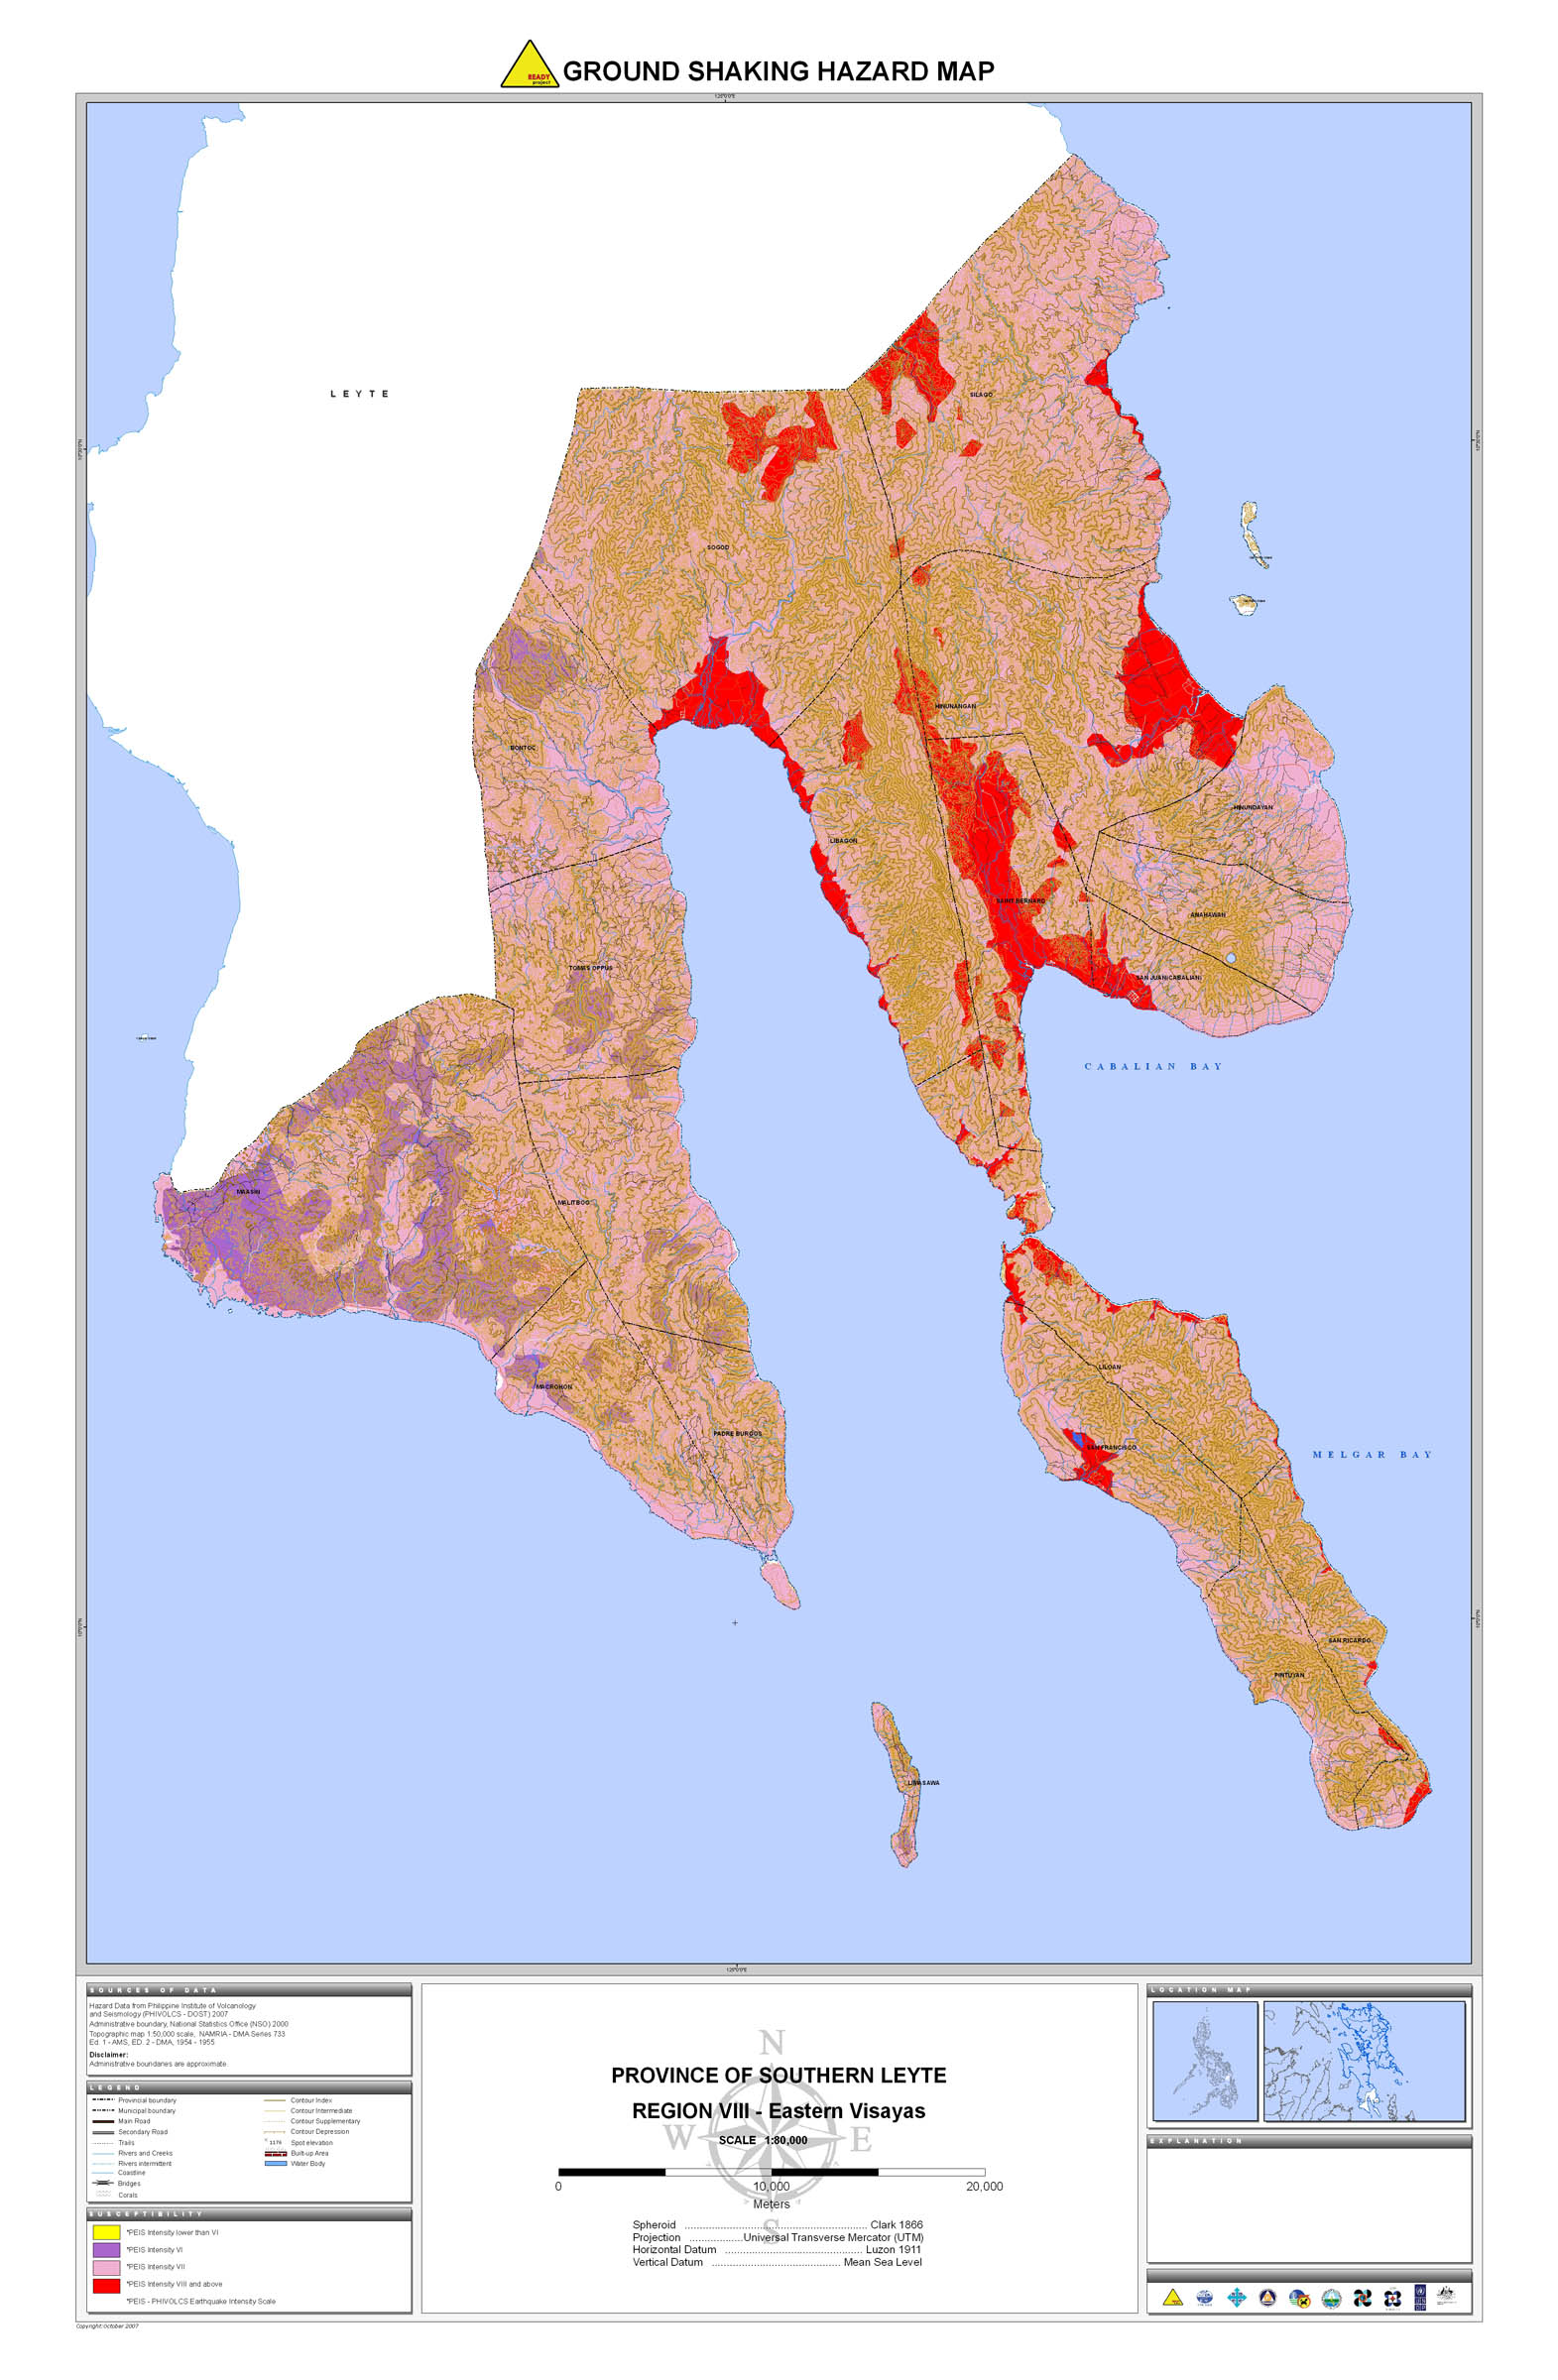 READY
project
GROUND SHAKING HAZARD MAP
L E Y T E
SILAGO
SOGOD
HINUNANGAN
BONTOC
HINUNDAYAN
LIBAGON
SAINT BERNARD
ANAHAWAN
TOMAS OPPUS
SAN JUAN(CABALIAN)
CABALIAN BAY
MAASIN
MALITBOG
LILOAN
MACROHON
PADRE BURGOS
SAN FRANCISCO
MELGAR BAY
SAN RICARDO
PINTUYAN
LIMASAWA
SOURCES OF DATA
Hazard Data from Philippine Institute of Volcanology
and Seismology (PHIVOLCS - DOST) 2007
Administrative boundary, National Statistics Office (NSO) 2000
Topographic map 1:50,000 scale, NAMRIA - DMA Series 733
Ed. 1 - AMS, ED. 2 - DMA, 1954 - 1955
Disclaimer:
Administrative boundaries are approximate.
LEGEND
Provincial boundary
Municipal boundary
Main Road
Secondary Road
Trails
Rivers and Creeks
Rivers intermittent
Coastline
Bridges
Corals
Contour Index
Contour Intermediate
Contour Supplementary
Contour Depression
1170 Spot elevation
Built-up Area
Water Body
SUSCEPTIBILITY
*PEIS Intensity lower than VI
*PEIS Intensity VI
*PEIS Intensity VII
*PEIS Intensity VIII and above
*PEIS - PHIVOLCS Earthquake Intensity Scale
Copyright:October 2007
N
W
E
S
PROVINCE OF SOUTHERN LEYTE
REGION VIII - Eastern Visayas
SCALE 1:80,000
0 10,000 20,000
Meters
Spheroid ........ Clark 1866
Projection ........ Universal Transverse Mercator (UTM)
Horizontal Datum ........ Luzon 1911
Vertical Datum ........ Mean Sea Level
LOCATION MAP
EXPLANATION